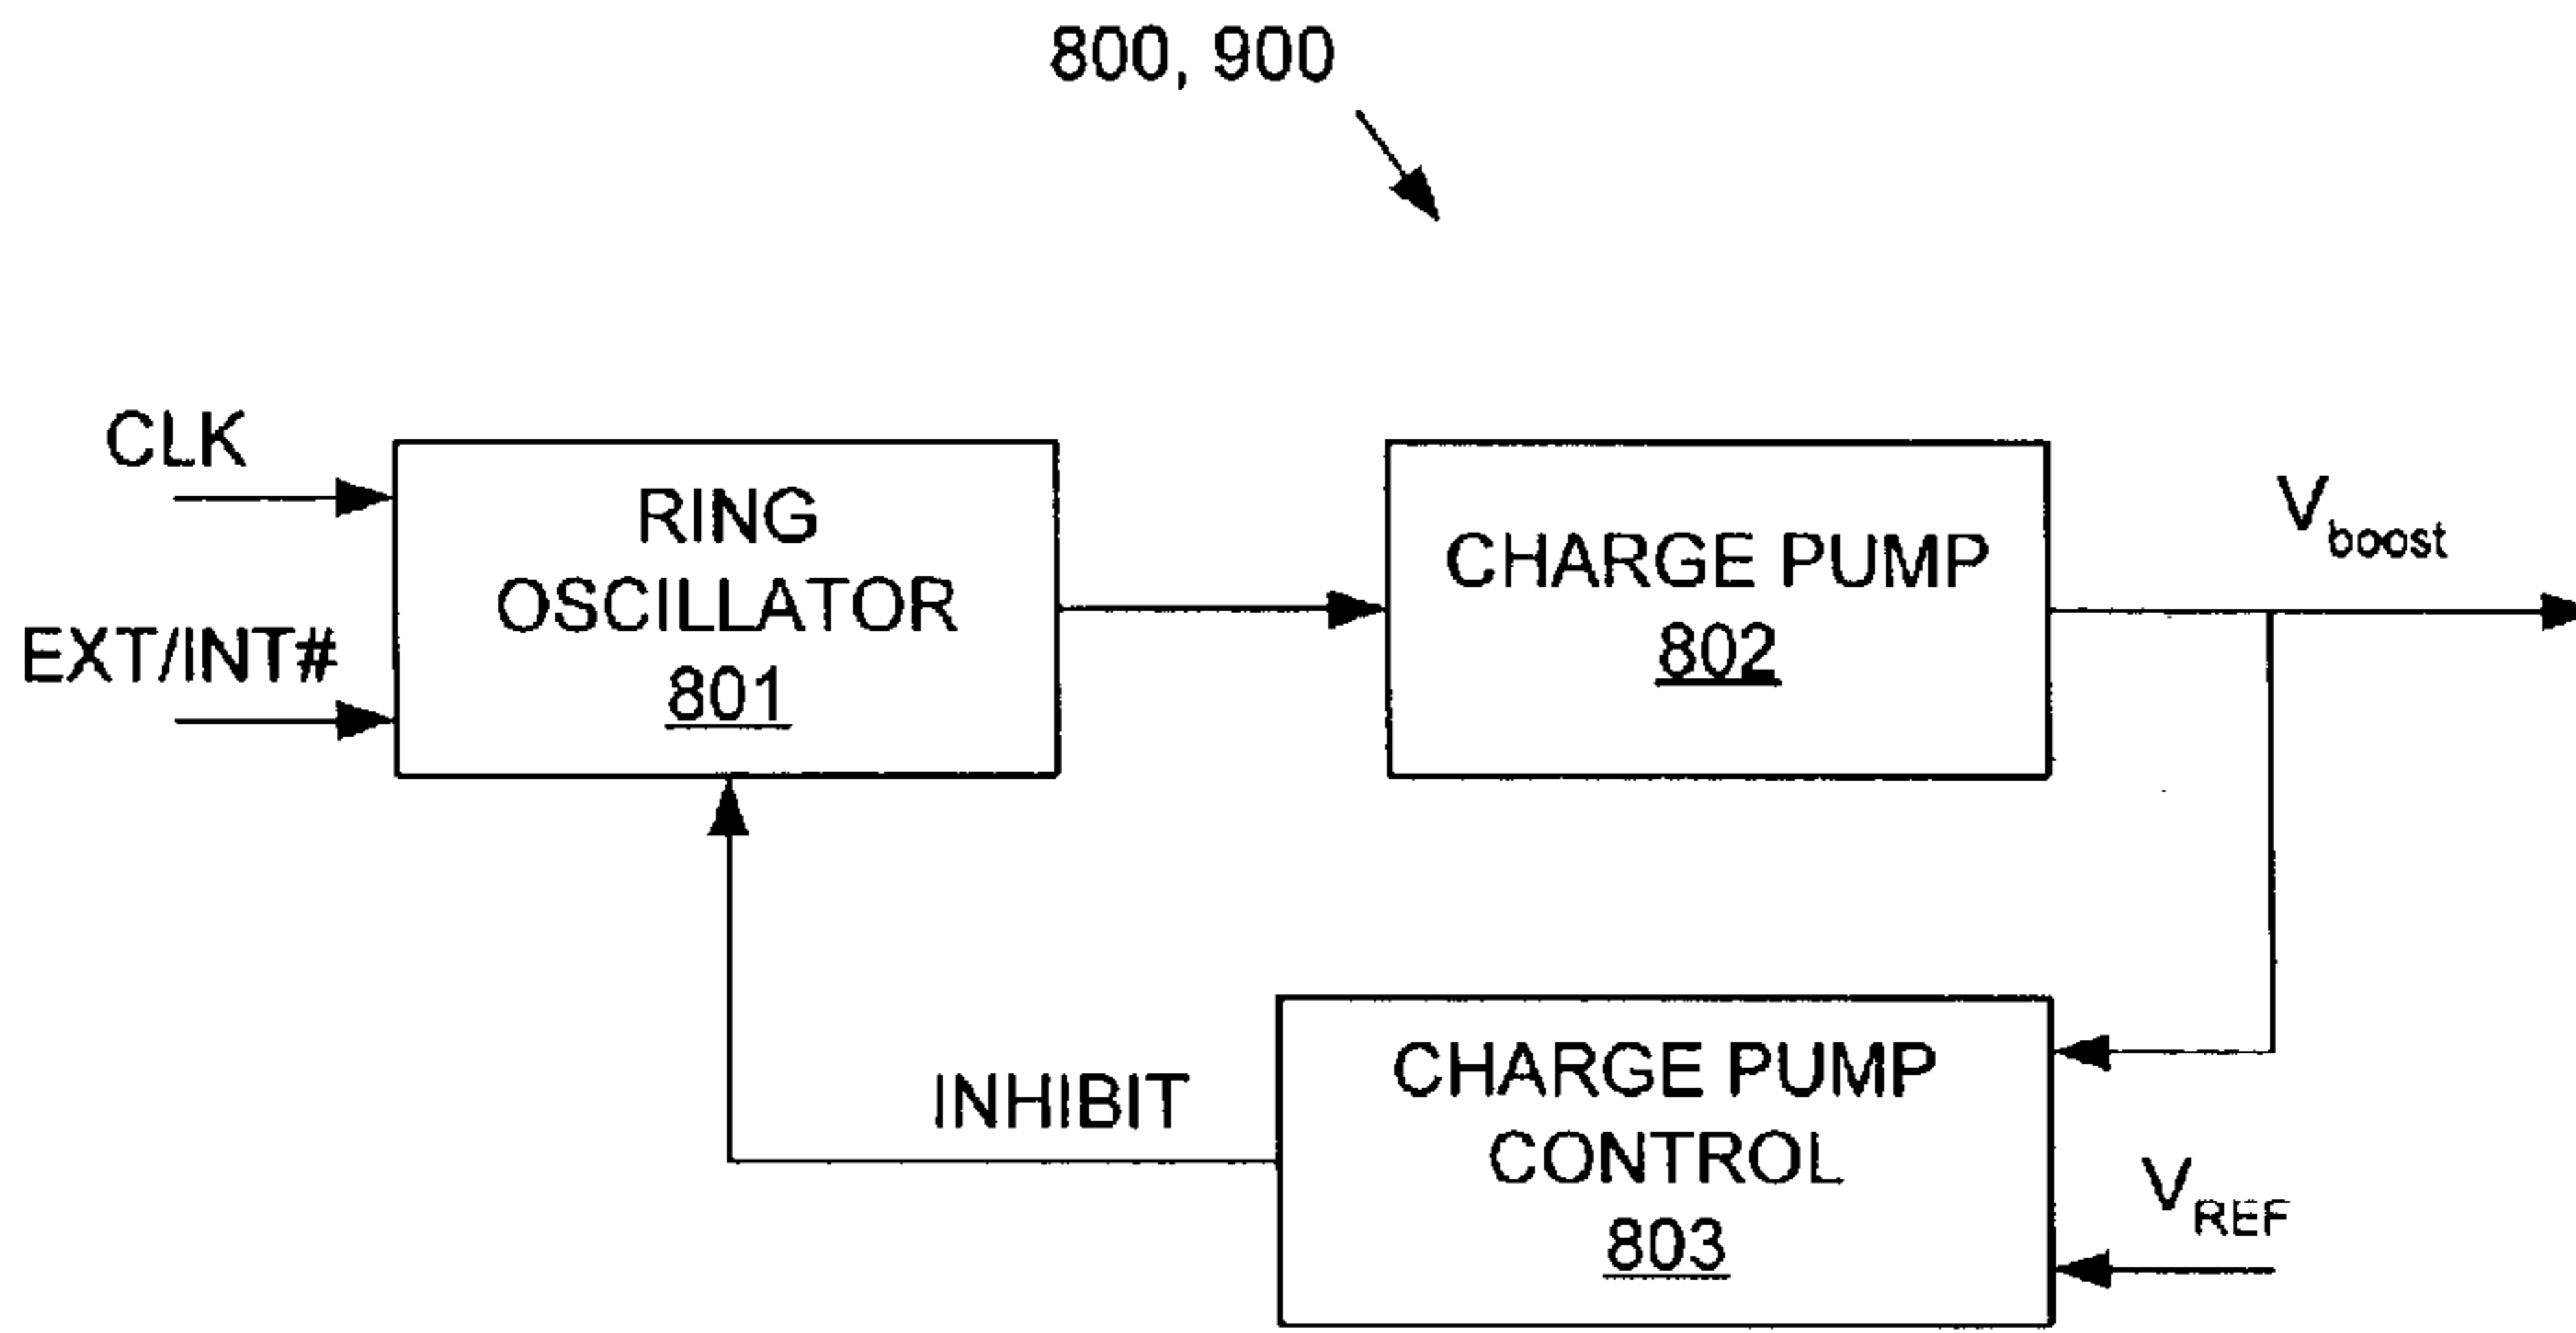 800, 900
CLK
EXT/INT#
RING
OSCILLATOR
801
CHARGE PUMP
802
Vboost
INHIBIT
CHARGE PUMP
CONTROL
803
VREF